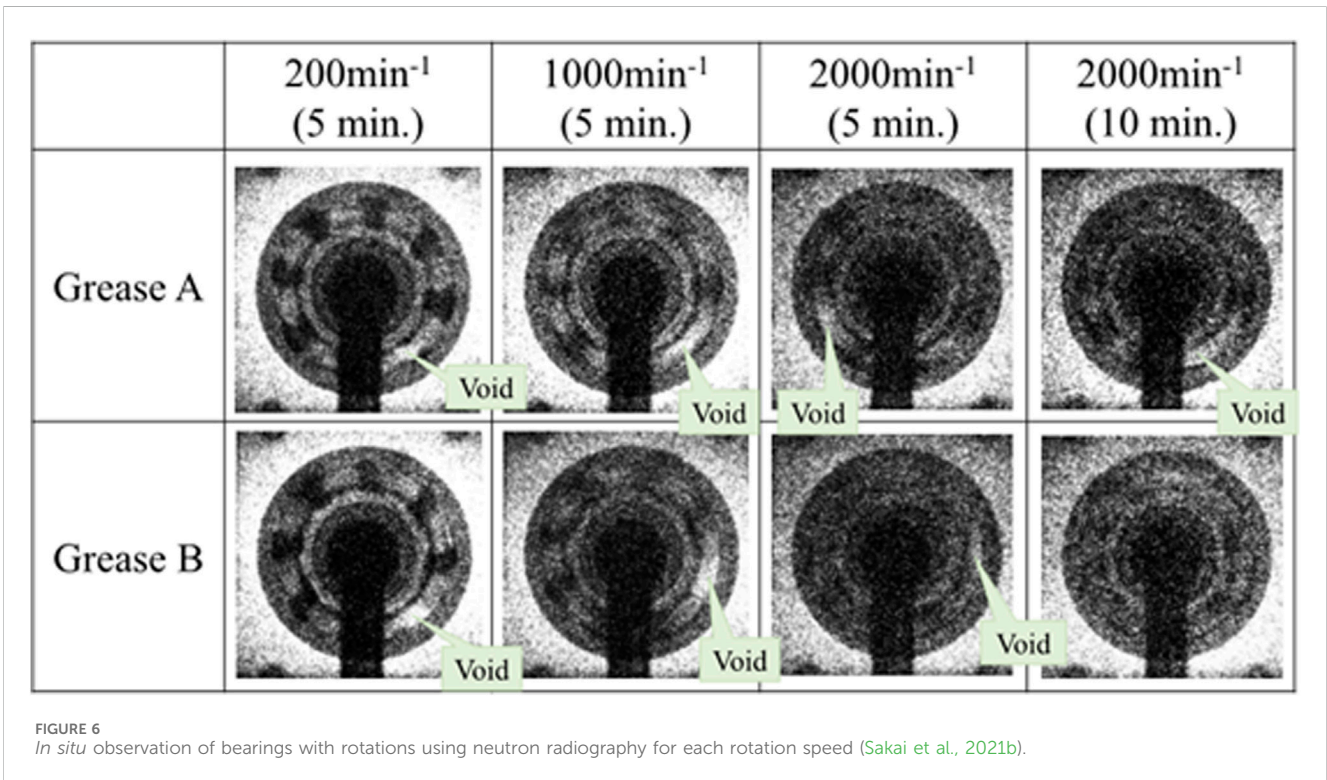 200min⁻¹
(5 min.)
1000min⁻¹
(5 min.)
2000min⁻¹
(5 min.)
2000min⁻¹
(10 min.)
Grease A
Void
Void
Void
Void
Grease B
Void
Void
Void
FIGURE 6
In situ observation of bearings with rotations using neutron radiography for each rotation speed (Sakai et al., 2021b).